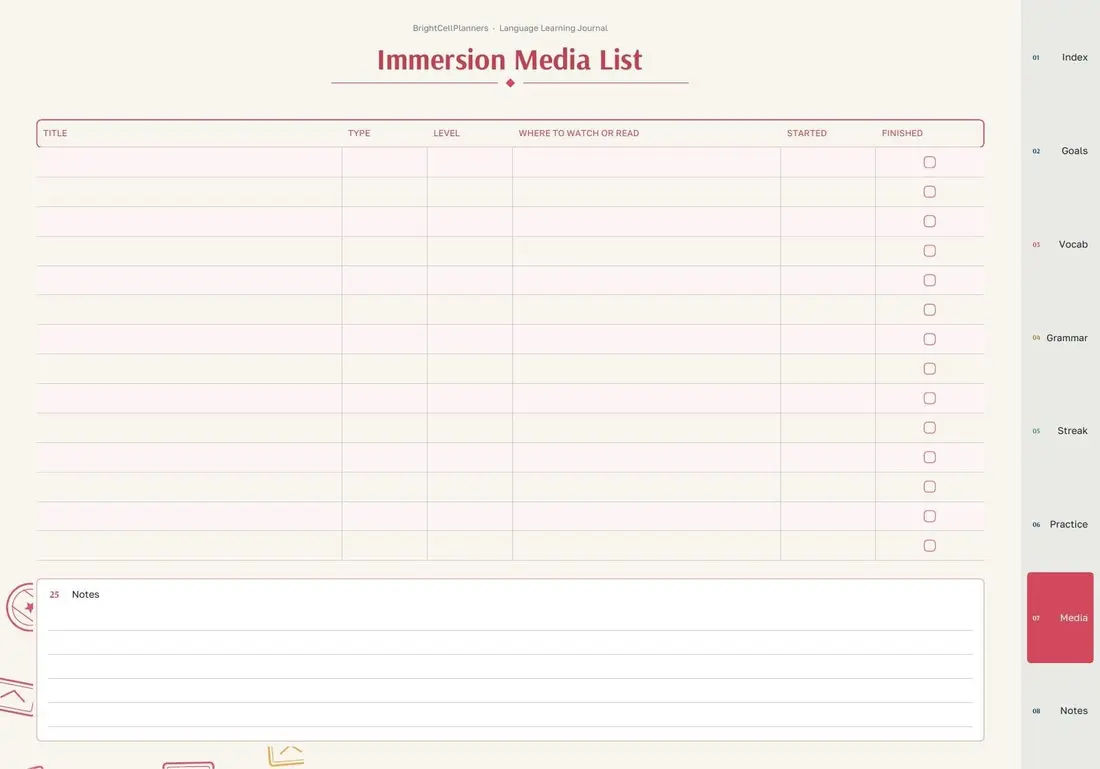 BrightCellPlanners - Language Learning Journal
Immersion Media List
TITLE TYPE LEVEL WHERE TO WATCH OR READ STARTED FINISHED
25 Notes
01 Index
02 Goals
03 Vocab
04 Grammar
05 Streak
06 Practice
07 Media
08 Notes